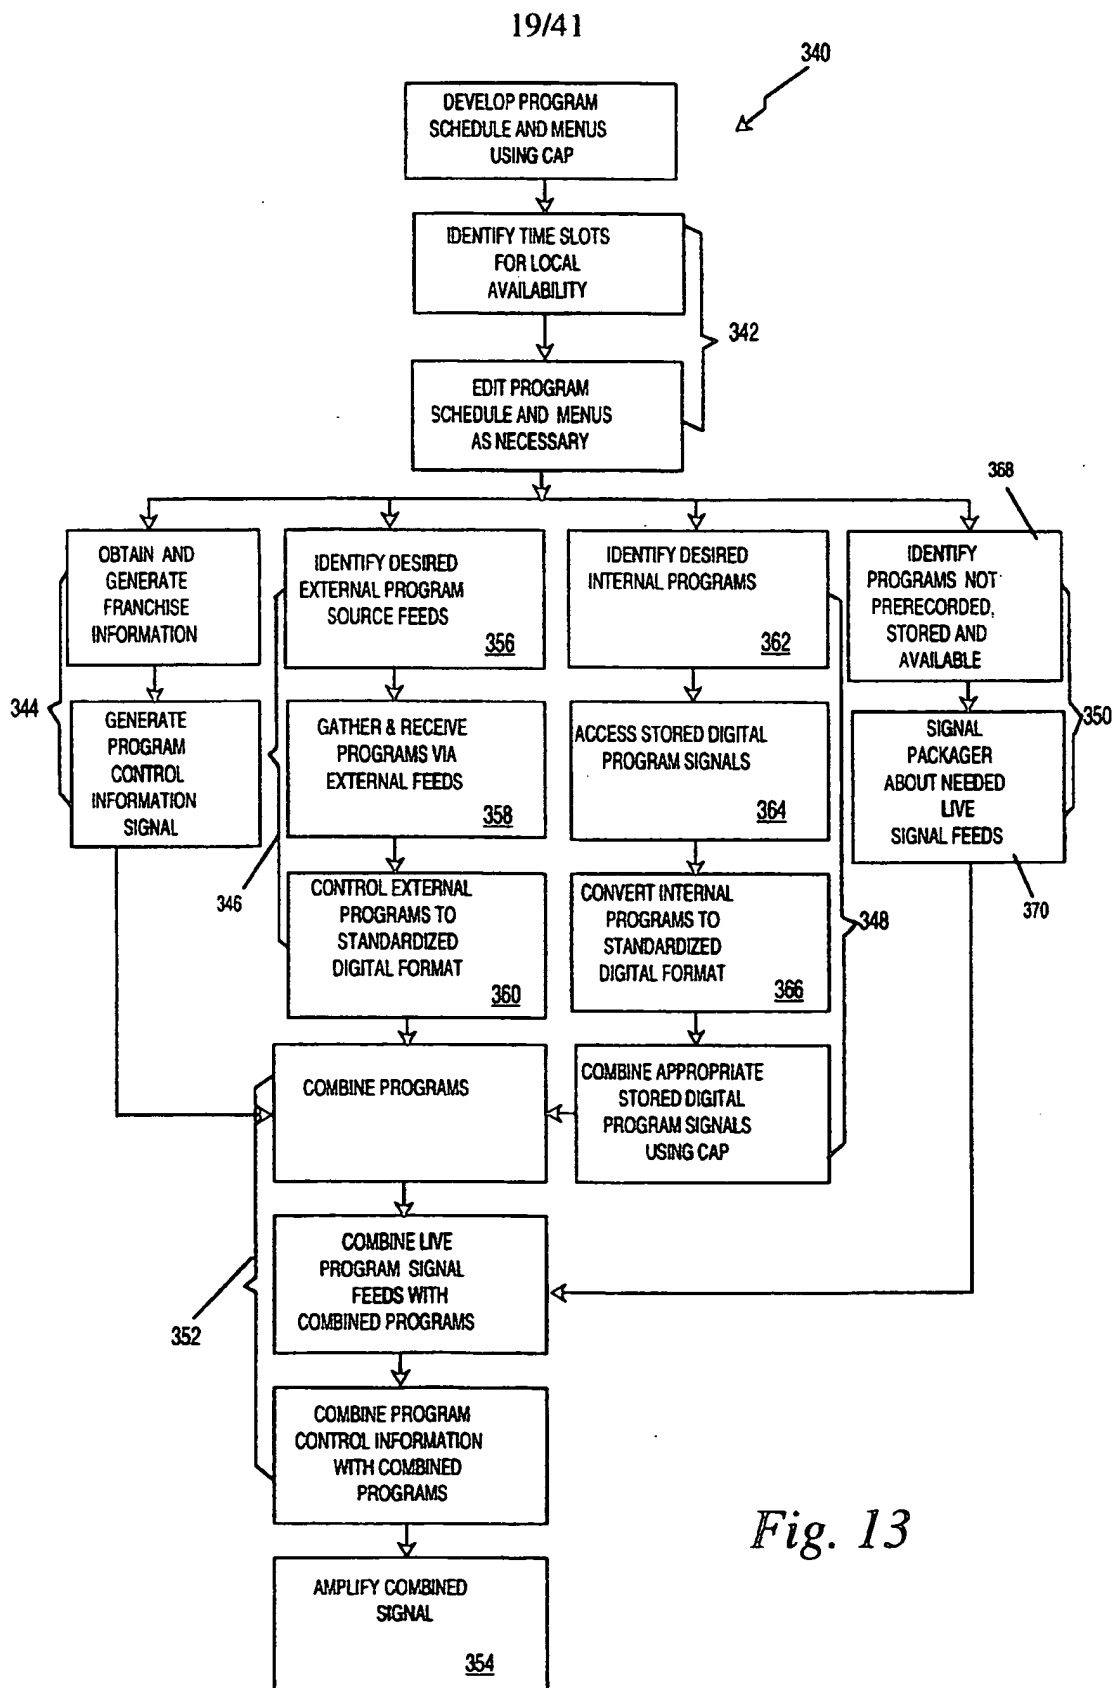 19/41
340
DEVELOP PROGRAM
SCHEDULE AND MENUS
USING CAP
IDENTIFY TIME SLOTS
FOR LOCAL
AVAILABILITY
342
EDIT PROGRAM
SCHEDULE AND MENUS
AS NECESSARY
344
OBTAIN AND
GENERATE
FRANCHISE
INFORMATION
GENERATE
PROGRAM
CONTROL
INFORMATION
SIGNAL
346
IDENTIFY DESIRED
EXTERNAL PROGRAM
SOURCE FEEDS
356
GATHER & RECEIVE
PROGRAMS VIA
EXTERNAL FEEDS
358
CONTROL EXTERNAL
PROGRAMS TO
STANDARDIZED
DIGITAL FORMAT
360
IDENTIFY DESIRED
INTERNAL PROGRAMS
362
ACCESS STORED DIGITAL
PROGRAM SIGNALS
364
CONVERT INTERNAL
PROGRAMS TO
STANDARDIZED
DIGITAL FORMAT
366
COMBINE APPROPRIATE
STORED DIGITAL
PROGRAM SIGNALS
USING CAP
348
368
IDENTIFY
PROGRAMS NOT
PRERECORDED,
STORED AND
AVAILABLE
350
SIGNAL
PACKAGER
ABOUT NEEDED
LIVE
SIGNAL FEEDS
370
COMBINE PROGRAMS
352
COMBINE LIVE
PROGRAM SIGNAL
FEEDS WITH
COMBINED PROGRAMS
COMBINE PROGRAM
CONTROL INFORMATION
WITH COMBINED
PROGRAMS
AMPLIFY COMBINED
SIGNAL
354
Fig. 13